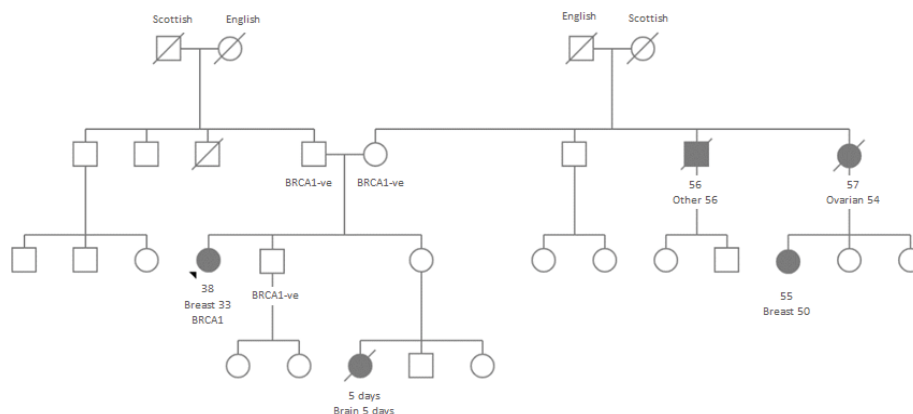 Scottish
English
English
Scottish
BRCA1-ve
BRCA1-ve
56
Other 56
57
Ovarian 54
38
Breast 33
BRCA1
BRCA1-ve
55
Breast 50
5 days
Brain 5 days